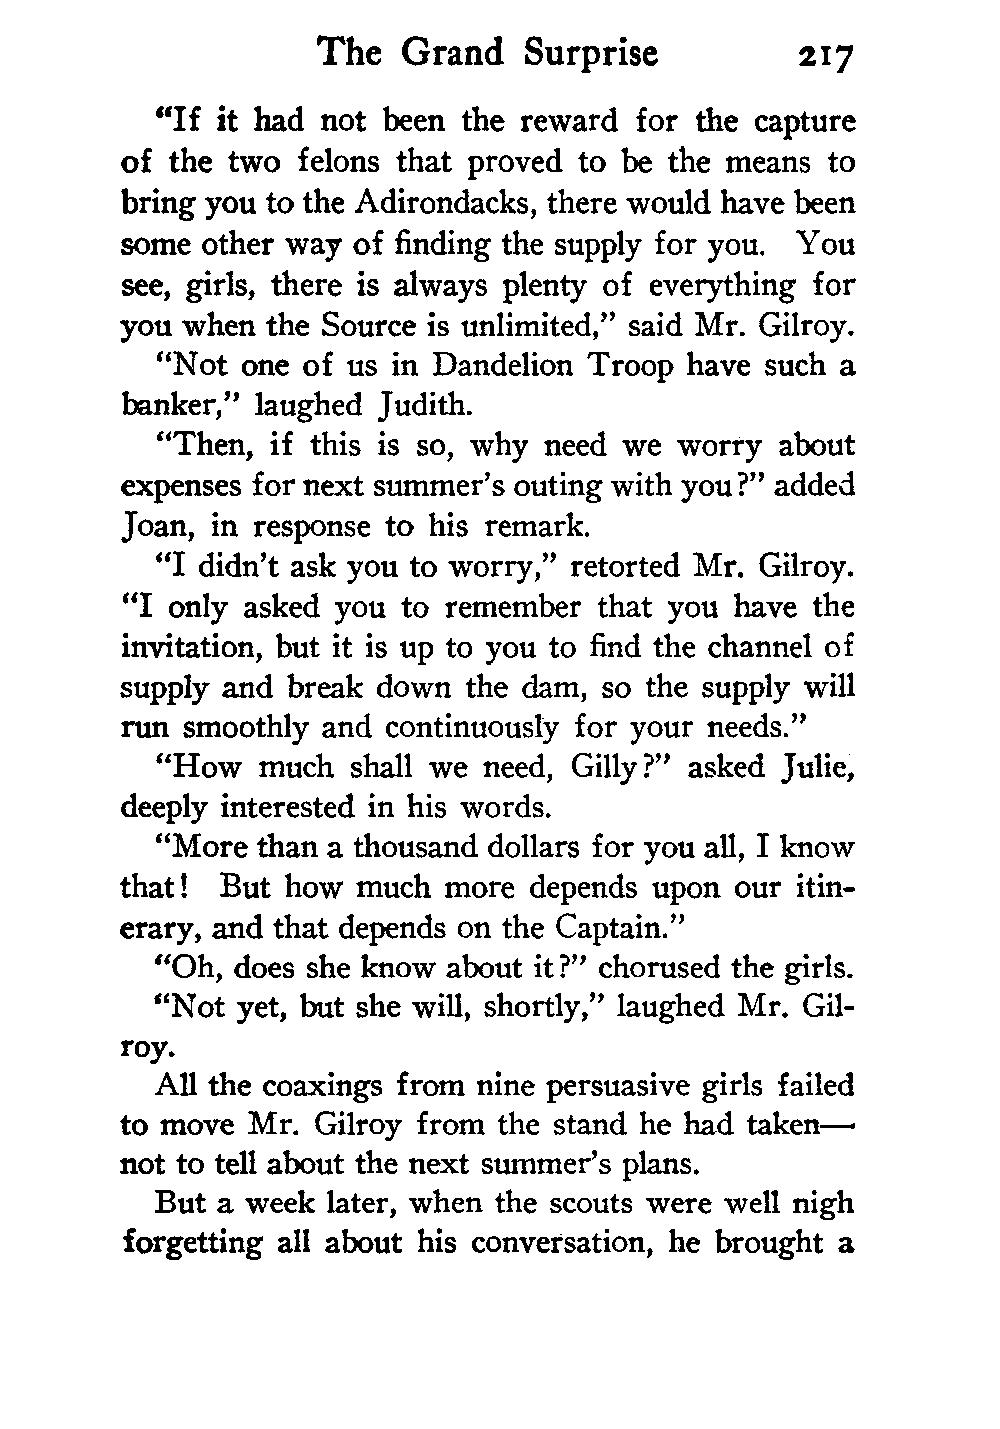 The Grand Surprise 217
“If it had not been the reward for the capture
of the two felons that proved to be the means to
bring you to the Adirondacks, there would have been
some other way of finding the supply for you. You
see, girls, there is always plenty of everything for
you when the Source is unlimited,” said Mr. Gilroy.
“Not one of us in Dandelion Troop have such a
banker,” laughed Judith.
“Then, if this is so, why need we worry about
expenses for next summer’s outing with you?” added
Joan, in response to his remark.
“I didn’t ask you to worry,” retorted Mr. Gilroy.
“I only asked you to remember that you have the
invitation, but it is up to you to find the channel of
supply and break down the dam, so the supply will
run smoothly and continuously for your needs.”
“How much shall we need, Gilly?” asked Julie,
deeply interested in his words.
“More than a thousand dollars for you all, I know
that! But how much more depends upon our itin-
erary, and that depends on the Captain.”
“Oh, does she know about it?” chorused the girls.
“Not yet, but she will, shortly,” laughed Mr. Gil-
roy.
All the coaxings from nine persuasive girls failed
to move Mr. Gilroy from the stand he had taken—
not to tell about the next summer’s plans.
But a week later, when the scouts were well nigh
forgetting all about his conversation, he brought a